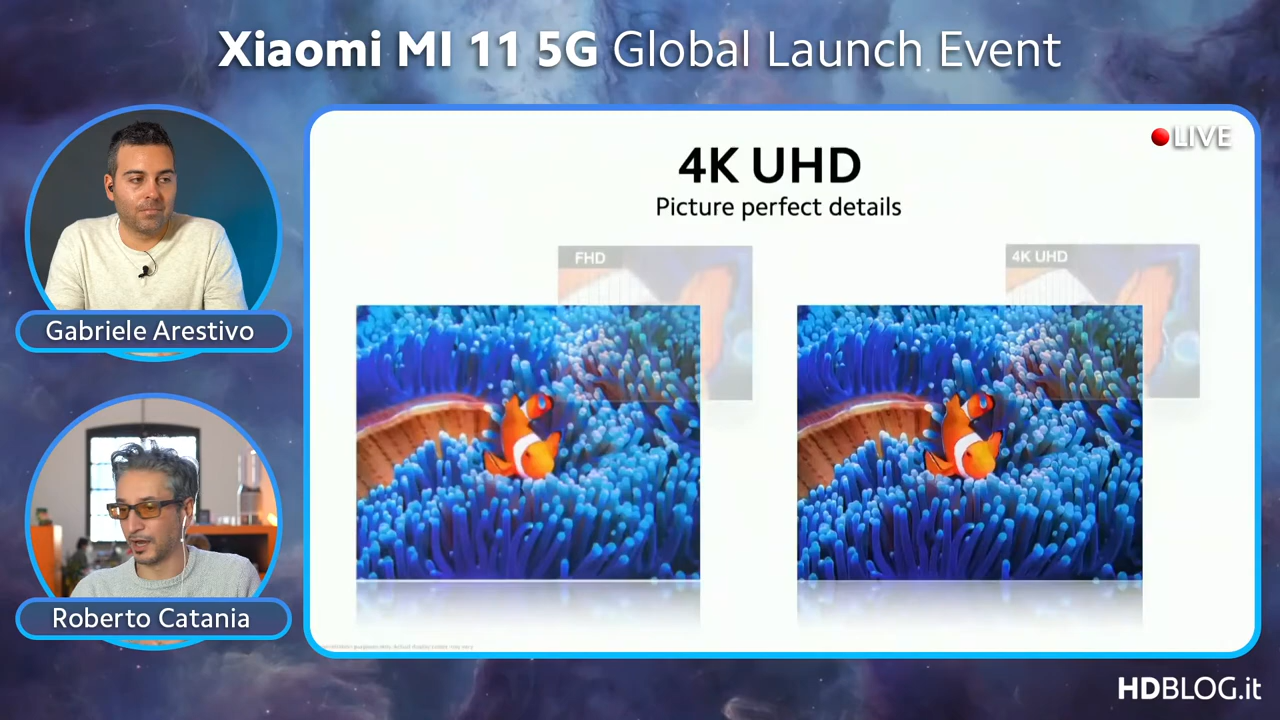 Xiaomi MI 11 5G Global Launch Event
LIVE
4K UHD
Picture perfect details
FHD
4K UHD
Gabriele Arestivo
Roberto Catania
HDBLOG.it